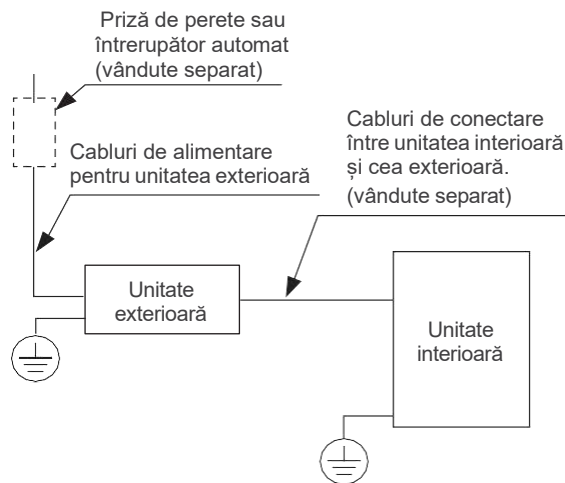 Priză de perete sau
întrerupător automat
(vândute separat)
Cabluri de alimentare
pentru unitatea exterioară
Cabluri de conectare
între unitatea interioară
și cea exterioară.
(vândute separat)
Unitate
exterioară
Unitate
interioară